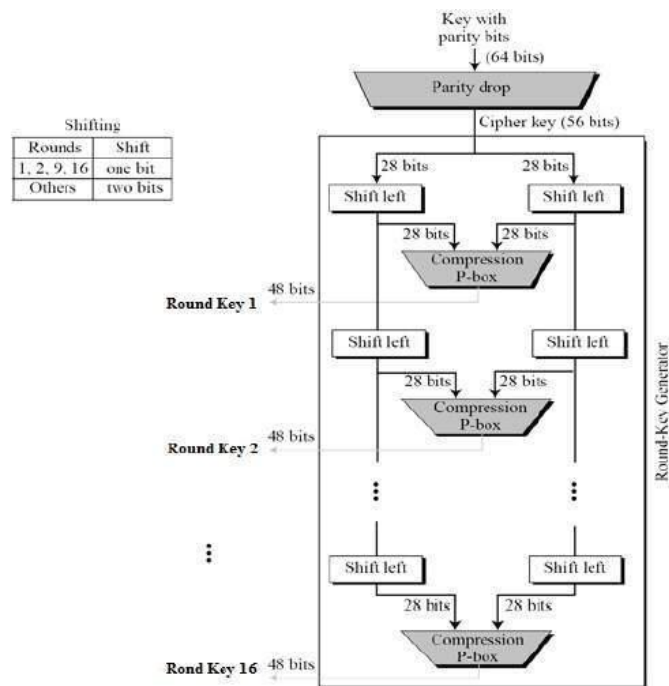 Key with
parity bits
(64 bits)
Parity drop
Cipher key (56 bits)
Shifting
Rounds Shift
1, 2, 9, 16 one bit
Others two bits
28 bits 28 bits
Shift left Shift left
28 bits 28 bits
Compression
P-box
48 bits
Round Key 1
Shift left Shift left
28 bits 28 bits
Compression
P-box
48 bits
Round Key 2
Round-Key Generator
Shift left Shift left
28 bits 28 bits
Compression
P-box
48 bits
Rond Key 16